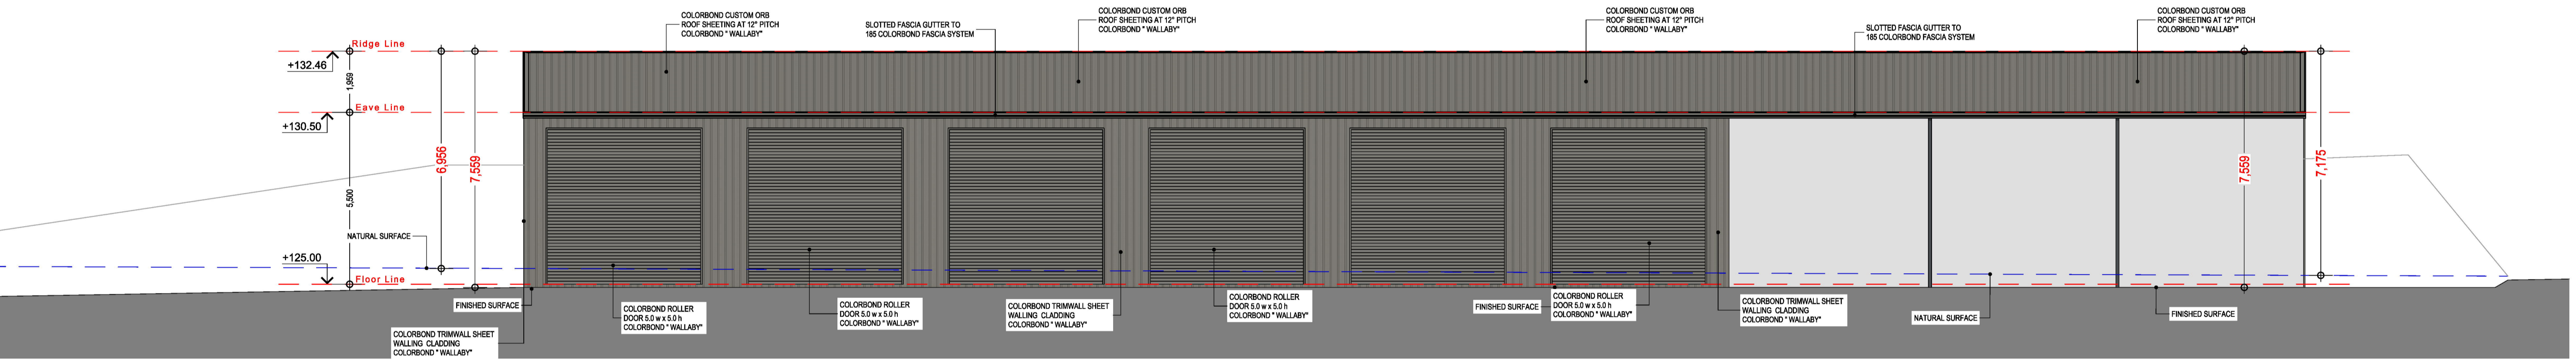 COLORBOND CUSTOM ORB
ROOF SHEETING AT 12° PITCH
COLORBOND " WALLABY"
SLOTTED FASCIA GUTTER TO
185 COLORBOND FASCIA SYSTEM
COLORBOND CUSTOM ORB
ROOF SHEETING AT 12° PITCH
COLORBOND " WALLABY"
COLORBOND CUSTOM ORB
ROOF SHEETING AT 12° PITCH
COLORBOND " WALLABY"
SLOTTED FASCIA GUTTER TO
185 COLORBOND FASCIA SYSTEM
COLORBOND CUSTOM ORB
ROOF SHEETING AT 12° PITCH
COLORBOND " WALLABY"
Ridge Line
+132.46
1,959
Eave Line
+130.50
5,500
6,956
7,559
7,559
7,175
NATURAL SURFACE
+125.00
Floor Line
FINISHED SURFACE
COLORBOND TRIMWALL SHEET
WALLING CLADDING
COLORBOND " WALLABY"
COLORBOND ROLLER
DOOR 5.0 w x 5.0 h
COLORBOND " WALLABY"
COLORBOND ROLLER
DOOR 5.0 w x 5.0 h
COLORBOND " WALLABY"
COLORBOND TRIMWALL SHEET
WALLING CLADDING
COLORBOND " WALLABY"
COLORBOND ROLLER
DOOR 5.0 w x 5.0 h
COLORBOND " WALLABY"
FINISHED SURFACE
COLORBOND ROLLER
DOOR 5.0 w x 5.0 h
COLORBOND " WALLABY"
COLORBOND TRIMWALL SHEET
WALLING CLADDING
COLORBOND " WALLABY"
NATURAL SURFACE
FINISHED SURFACE